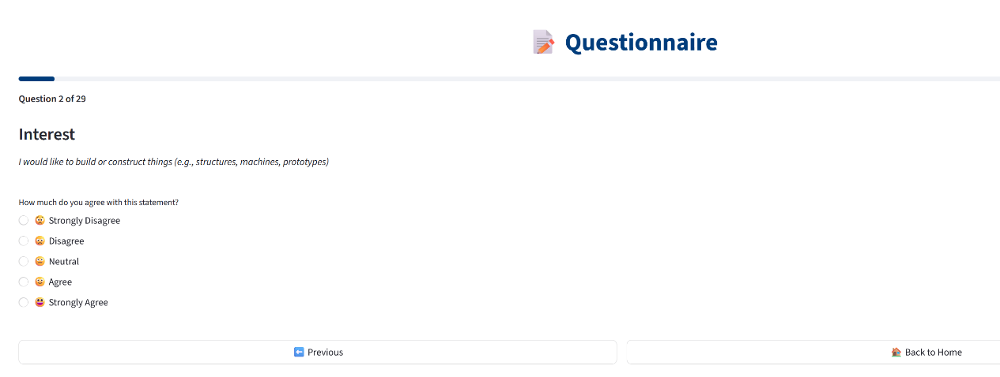 Questionnaire
Question 2 of 29
Interest
I would like to build or construct things (e.g., structures, machines, prototypes)
How much do you agree with this statement?
Strongly Disagree
Disagree
Neutral
Agree
Strongly Agree
Previous
Back to Home